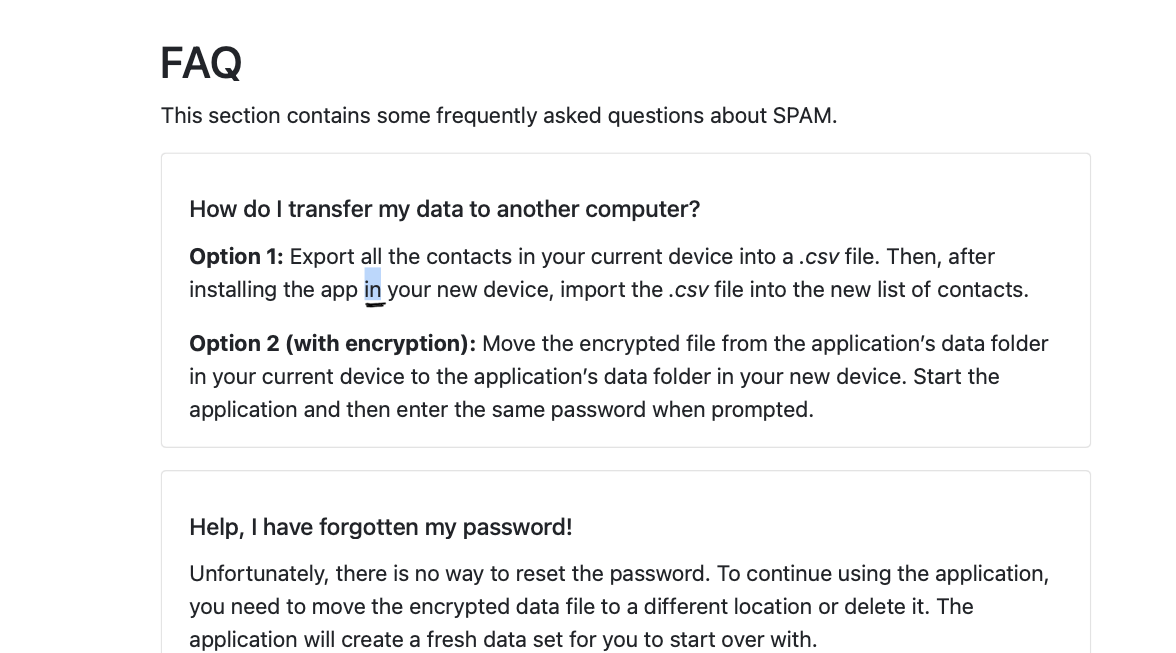 FAQ
This section contains some frequently asked questions about SPAM.
How do I transfer my data to another computer?
Option 1: Export all the contacts in your current device into a .csv file. Then, after
installing the app in your new device, import the .csv file into the new list of contacts.
Option 2 (with encryption): Move the encrypted file from the application’s data folder
in your current device to the application’s data folder in your new device. Start the
application and then enter the same password when prompted.
Help, I have forgotten my password!
Unfortunately, there is no way to reset the password. To continue using the application,
you need to move the encrypted data file to a different location or delete it. The
application will create a fresh data set for you to start over with.